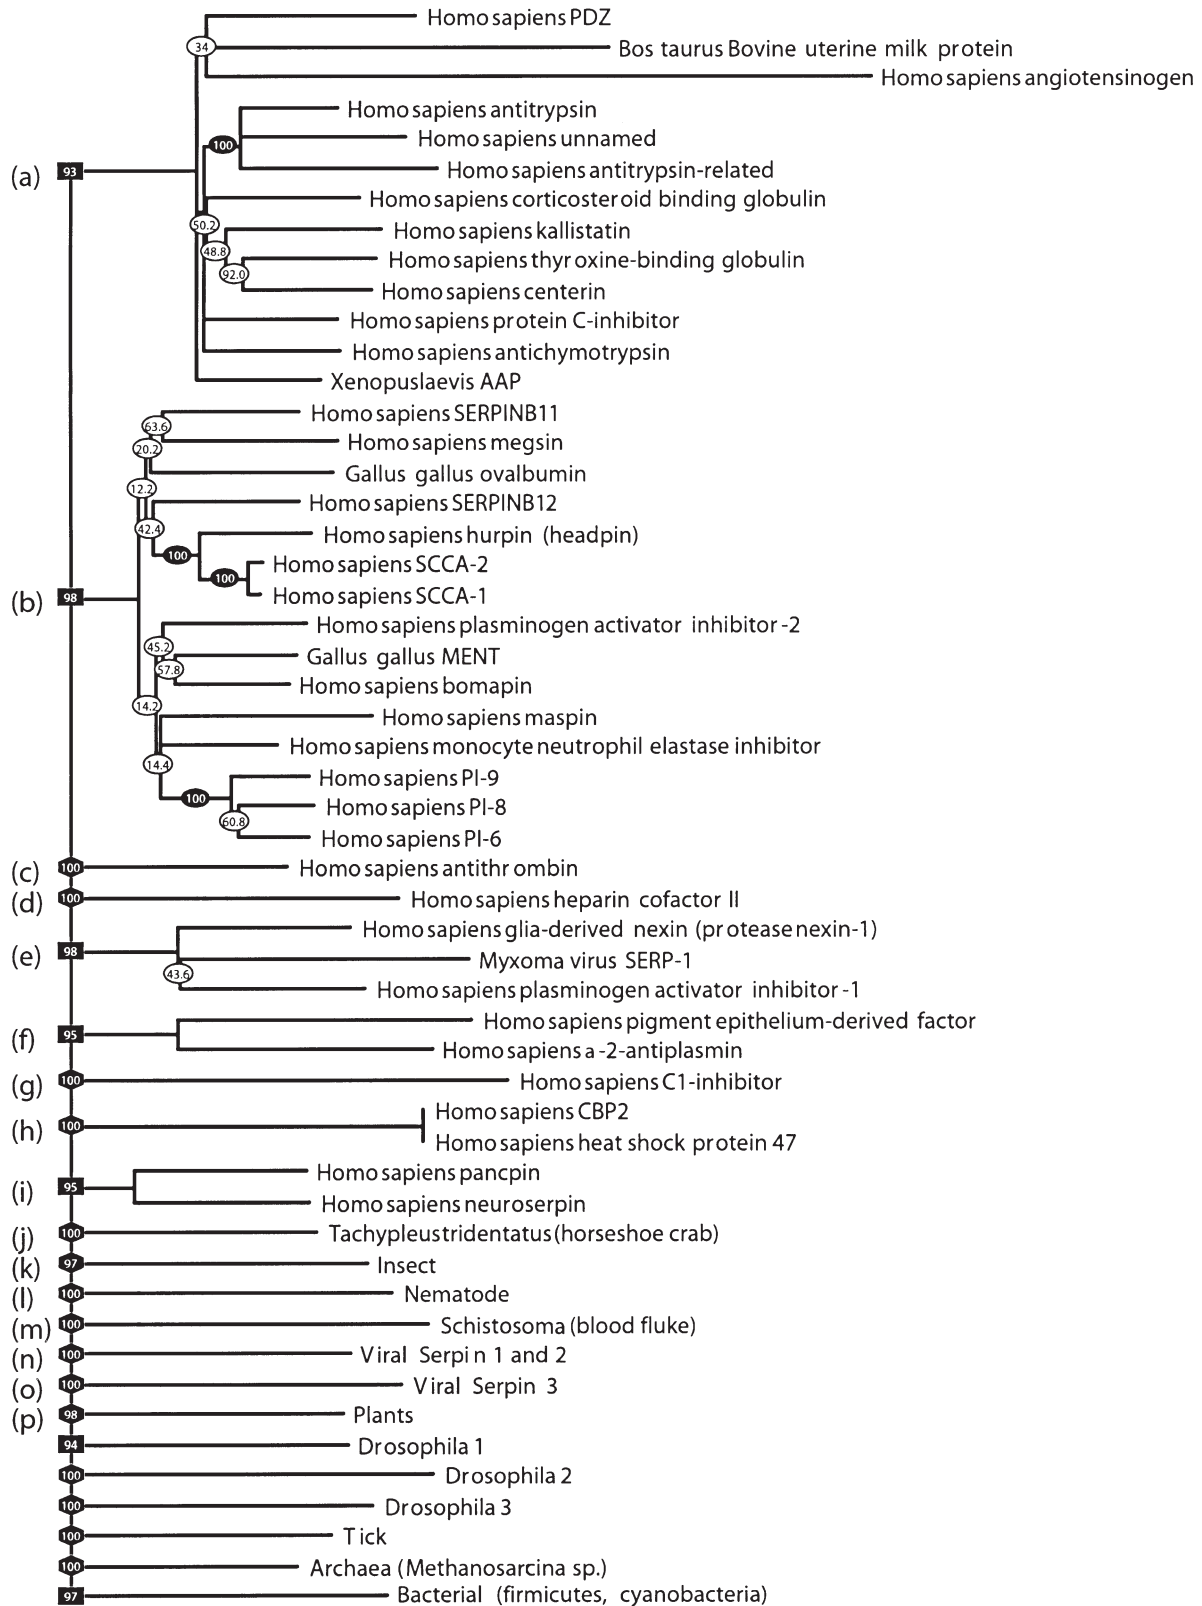 Homo sapiens PDZ
34
Bos taurus Bovine uterine milk protein
Homo sapiens angiotensinogen
Homo sapiens antitrypsin
100
Homo sapiens unnamed
(a)
93
Homo sapiens antitrypsin-related
Homo sapiens corticosteroid binding globulin
50.2
Homo sapiens kallistatin
48.8
Homo sapiens thyroxine-binding globulin
92.0
Homo sapiens centerin
Homo sapiens protein C-inhibitor
Homo sapiens antichymotrypsin
Xenopuslaevis AAP
Homo sapiens SERPINB11
63.6
Homo sapiens megsin
20.2
Gallus gallus ovalbumin
12.2
Homo sapiens SERPINB12
42.4
Homo sapiens hurpin (headpin)
100
Homo sapiens SCCA-2
100
Homo sapiens SCCA-1
(b)
98
Homo sapiens plasminogen activator inhibitor-2
45.2
Gallus gallus MENT
57.8
Homo sapiens bomapin
14.2
Homo sapiens maspin
Homo sapiens monocyte neutrophil elastase inhibitor
14.4
Homo sapiens PI-9
100
Homo sapiens PI-8
60.8
Homo sapiens PI-6
(c)
100
Homo sapiens antithrombin
(d)
100
Homo sapiens heparin cofactor II
Homo sapiens glia-derived nexin (protease nexin-1)
(e)
98
Myxoma virus SERP-1
43.6
Homo sapiens plasminogen activator inhibitor-1
Homo sapiens pigment epithelium-derived factor
(f)
95
Homo sapiens a-2-antiplasmin
(g)
100
Homo sapiens C1-inhibitor
Homo sapiens CBP2
(h)
100
Homo sapiens heat shock protein 47
Homo sapiens pancpin
(i)
95
Homo sapiens neuroserpin
(j)
100
Tachypleustridentatus (horseshoe crab)
(k)
97
Insect
(l)
100
Nematode
(m)
100
Schistosoma (blood fluke)
(n)
100
Viral Serpin 1 and 2
(o)
100
Viral Serpin 3
(p)
98
Plants
94
Drosophila 1
100
Drosophila 2
100
Drosophila 3
100
Tick
100
Archaea (Methanosarcina sp.)
97
Bacterial (firmicutes, cyanobacteria)